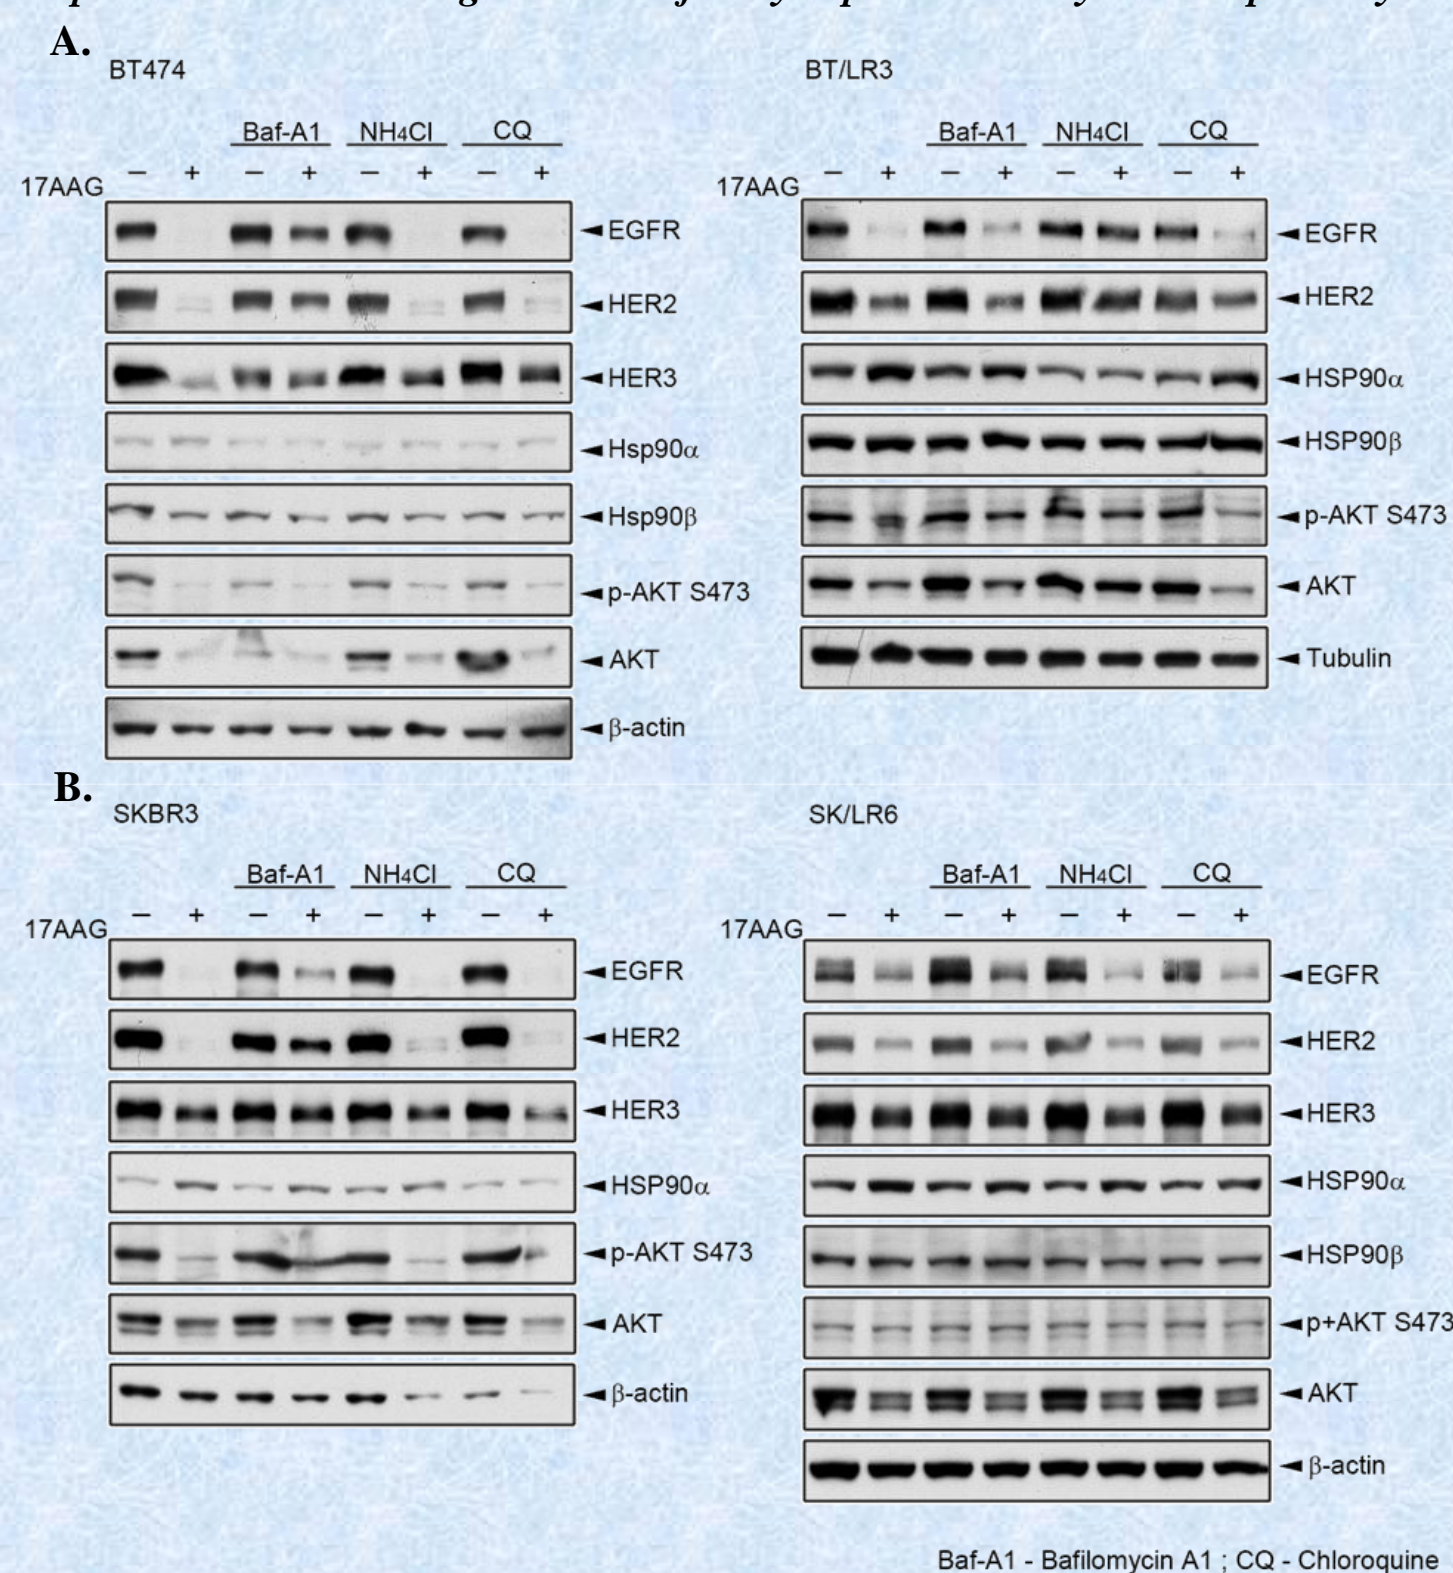 A.
BT474
Baf-A1 NH4Cl CQ
− + − + − + − +
17AAG
EGFR
HER2
HER3
Hsp90α
Hsp90β
p-AKT S473
AKT
β-actin
BT/LR3
Baf-A1 NH4Cl CQ
− + − + − + − +
17AAG
EGFR
HER2
HSP90α
HSP90β
p-AKT S473
AKT
Tubulin
B.
SKBR3
Baf-A1 NH4Cl CQ
− + − + − + − +
17AAG
EGFR
HER2
HER3
HSP90α
p-AKT S473
AKT
β-actin
SK/LR6
Baf-A1 NH4Cl CQ
− + − + − + − +
17AAG
EGFR
HER2
HER3
HSP90α
HSP90β
p+AKT S473
AKT
β-actin
Baf-A1 - Bafilomycin A1 ; CQ - Chloroquine